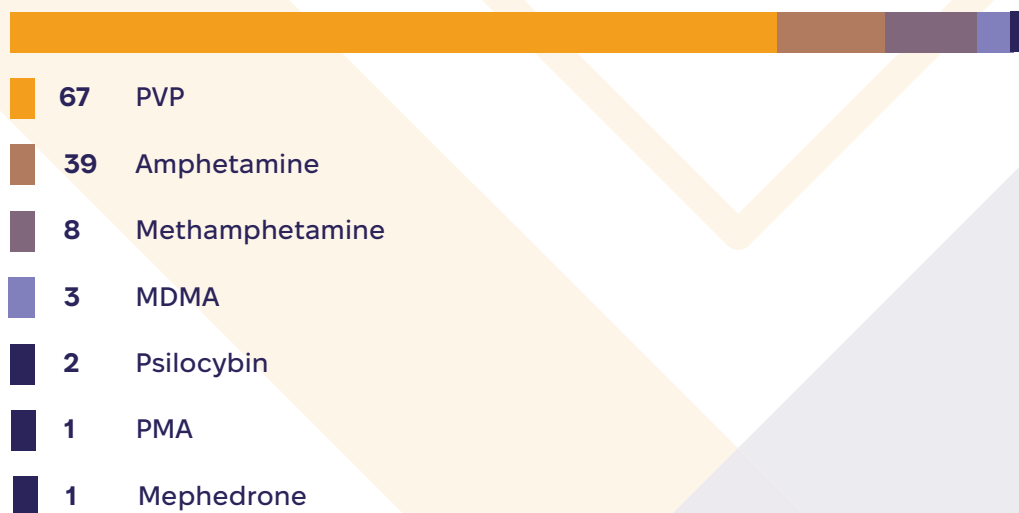 67 PVP
39 Amphetamine
8 Methamphetamine
3 MDMA
2 Psilocybin
1 PMA
1 Mephedrone